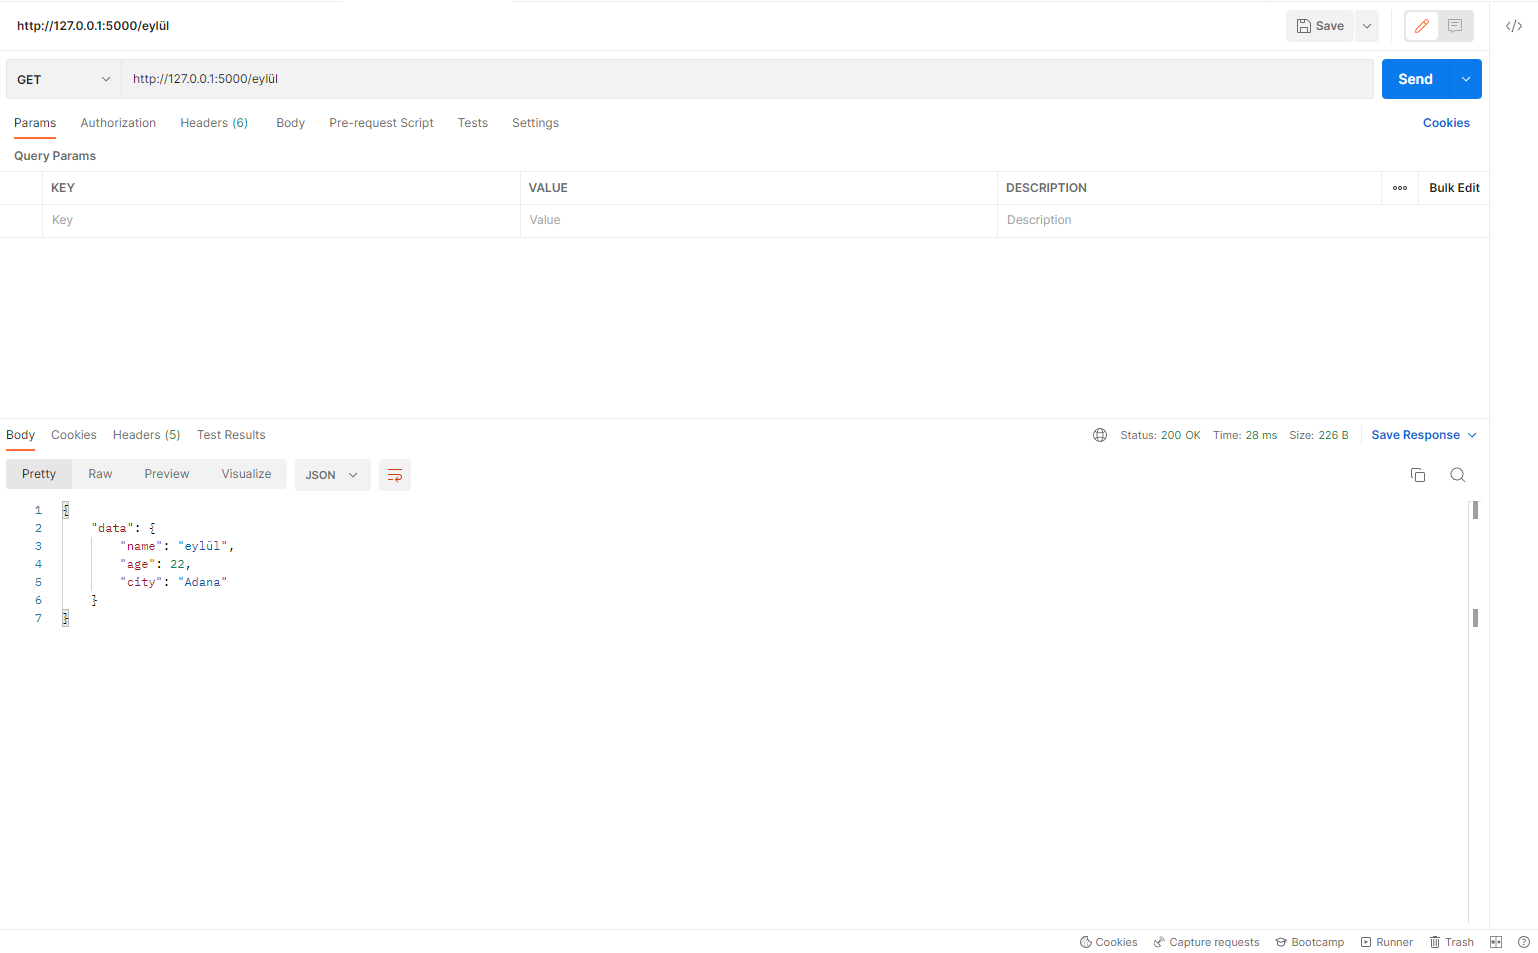 http://127.0.0.1:5000/eylül
Save
GET http://127.0.0.1:5000/eylül Send
Params Authorization Headers (6) Body Pre-request Script Tests Settings Cookies
Query Params
KEY VALUE DESCRIPTION Bulk Edit
Key Value Description
Body Cookies Headers (5) Test Results Status: 200 OK Time: 28 ms Size: 226 B Save Response
Pretty Raw Preview Visualize JSON
1 {
2 "data": {
3 "name": "eylül",
4 "age": 22,
5 "city": "Adana"
6 }
7 }
Cookies Capture requests Bootcamp Runner Trash